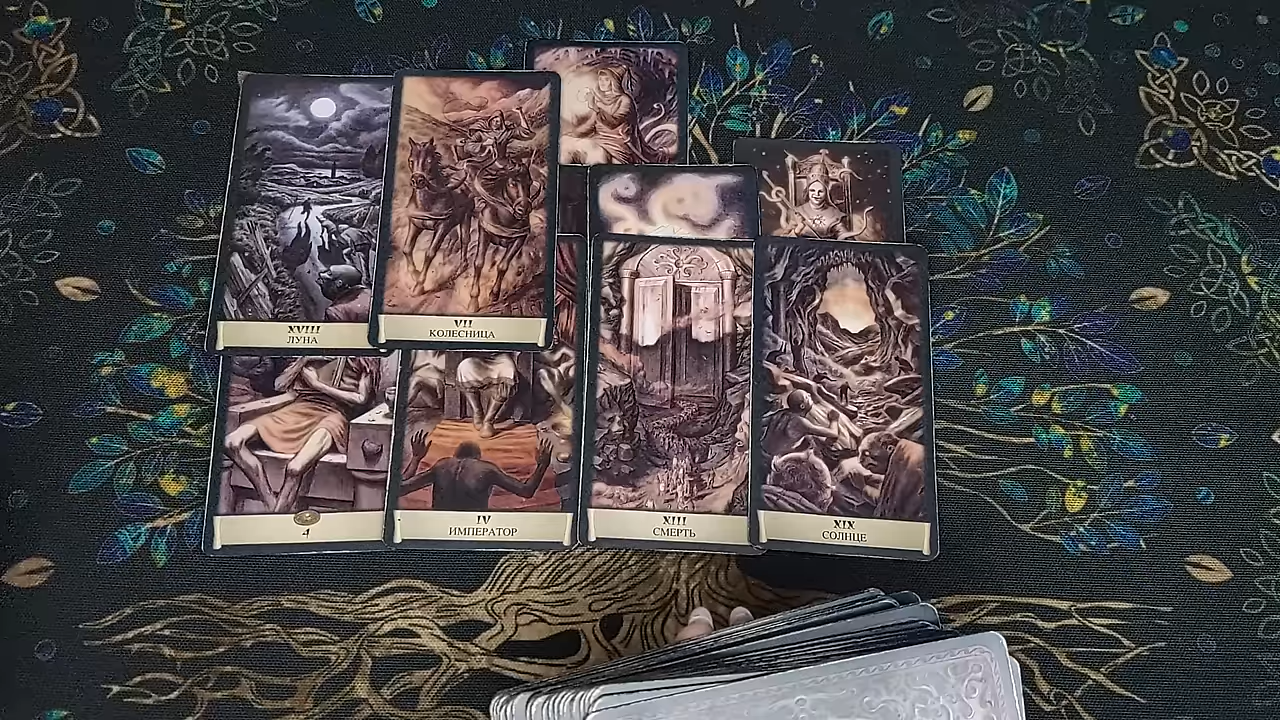 XVIII
ЛУНА
VII
КОЛЕСНИЦА
4
IV
ИМПЕРАТОР
XIII
СМЕРТЬ
XIX
СОЛНЦЕ